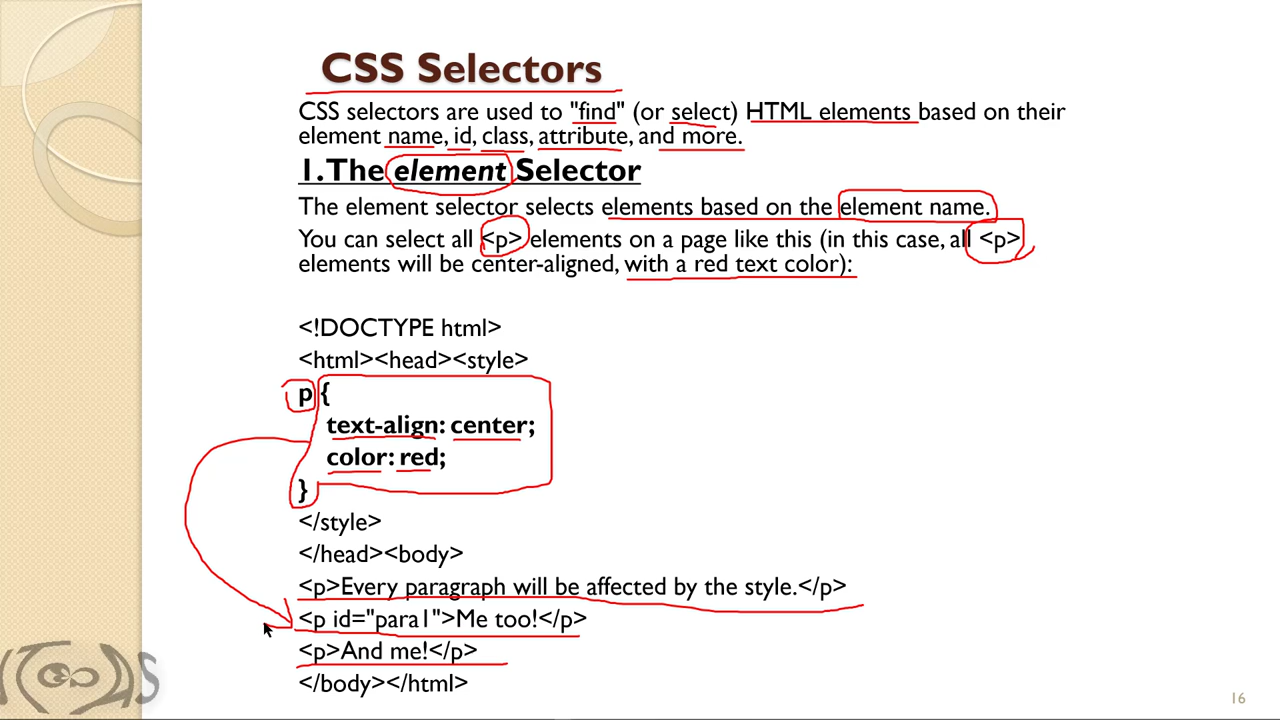 CSS Selectors
CSS selectors are used to "find" (or select) HTML elements based on their
element name, id, class, attribute, and more.
1.The element Selector
The element selector selects elements based on the element name.
You can select all <p> elements on a page like this (in this case, all <p>
elements will be center-aligned, with a red text color):
<!DOCTYPE html>
<html><head><style>
p {
text-align: center;
color: red;
}
</style>
</head><body>
<p>Every paragraph will be affected by the style.</p>
<p id="para1">Me too!</p>
<p>And me!</p>
</body></html>
16